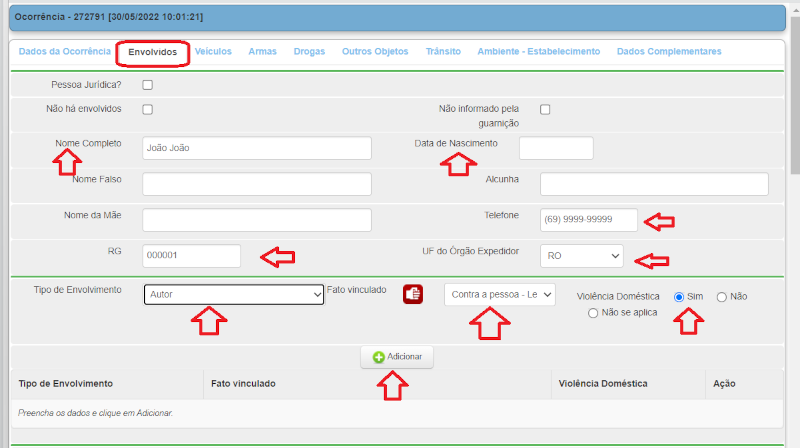 Ocorrência - 272791 [30/05/2022 10:01:21]
Dados da Ocorrência Envolvidos Veículos Armas Drogas Outros Objetos Trânsito Ambiente - Estabelecimento Dados Complementares
Pessoa Jurídica?
Não há envolvidos Não informado pela
guarnição
Nome Completo João João Data de Nascimento
Nome Falso Alcunha
Nome da Mãe Telefone (69) 9999-99999
RG 000001 UF do Órgão Expedidor RO
Tipo de Envolvimento Autor Fato vinculado Contra a pessoa - Le Violência Doméstica Sim Não
Não se aplica
Adicionar
Tipo de Envolvimento Fato vinculado Violência Doméstica Ação
Preencha os dados e clique em Adicionar.